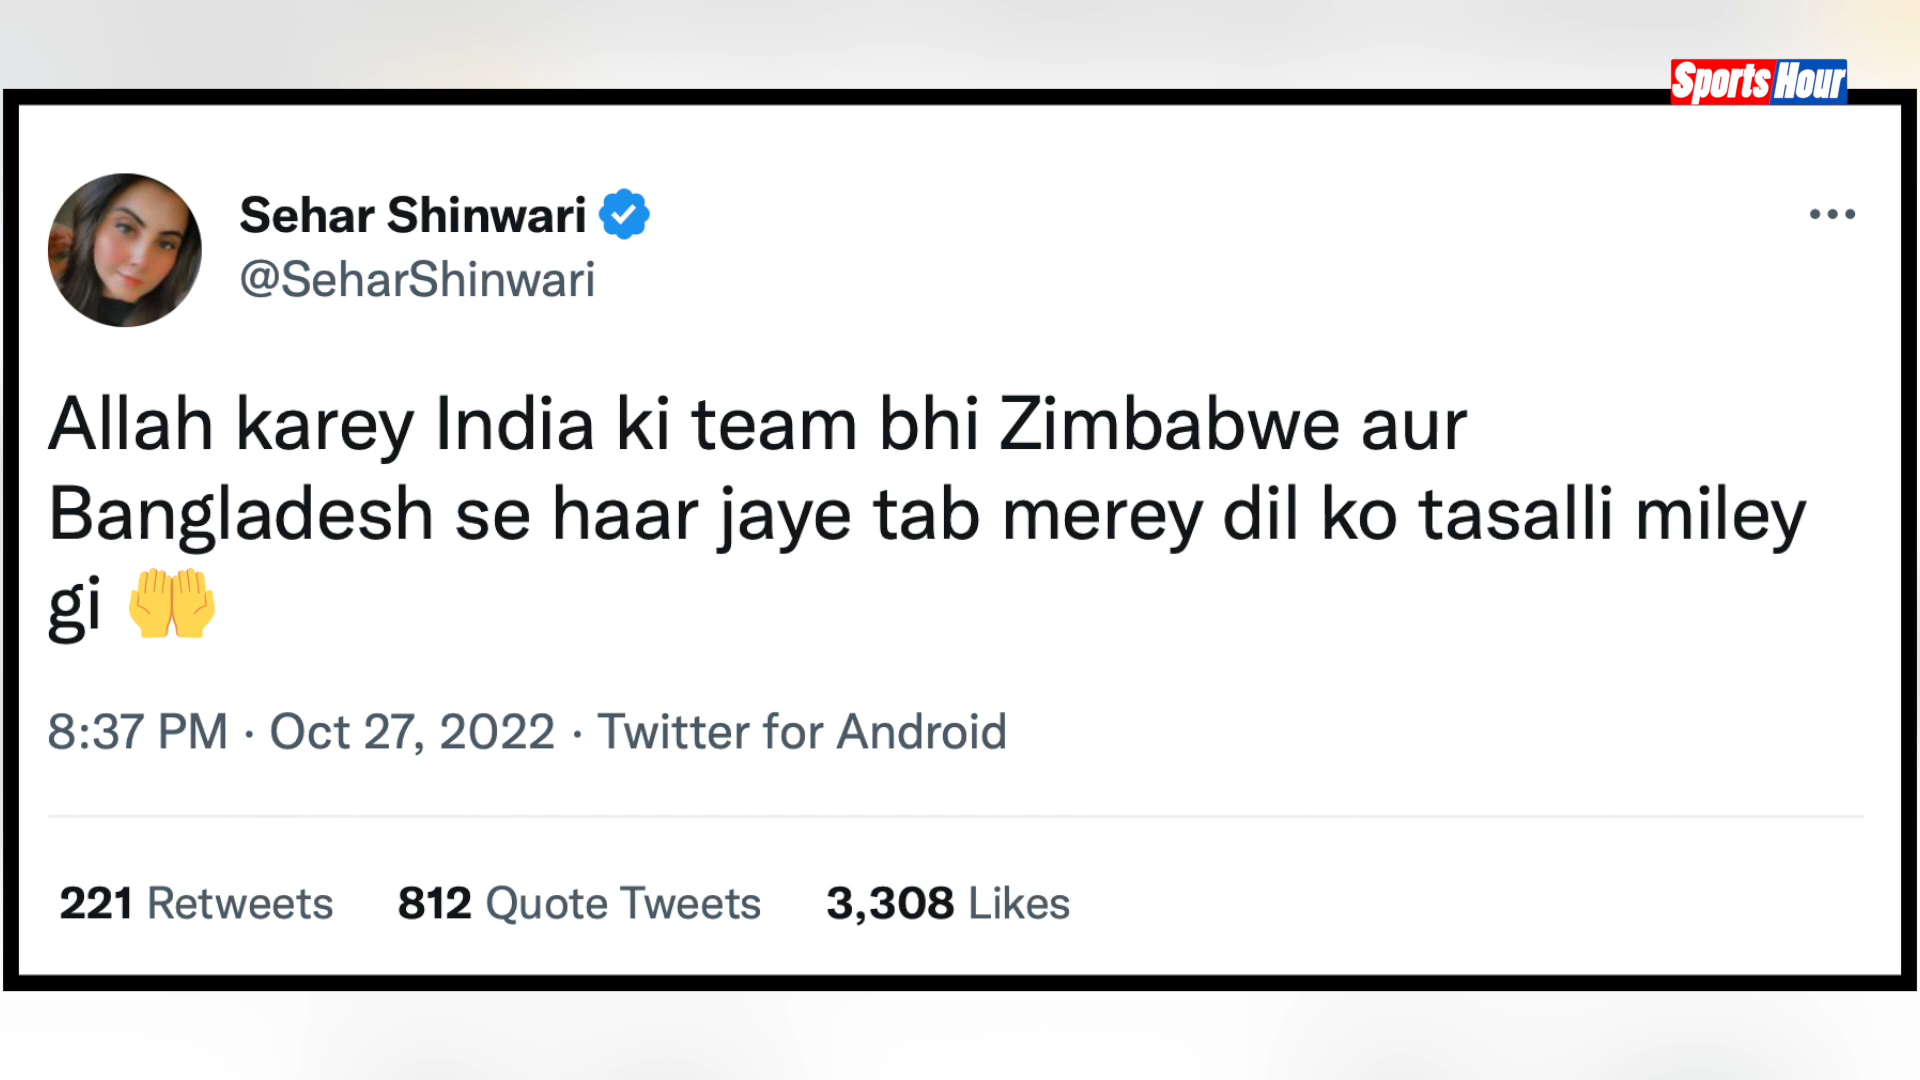 Sports Hour
Sehar Shinwari
@SeharShinwari
Allah karey India ki team bhi Zimbabwe aur
Bangladesh se haar jaye tab merey dil ko tasalli miley
gi 🤲
8:37 PM · Oct 27, 2022 · Twitter for Android
221 Retweets 812 Quote Tweets 3,308 Likes